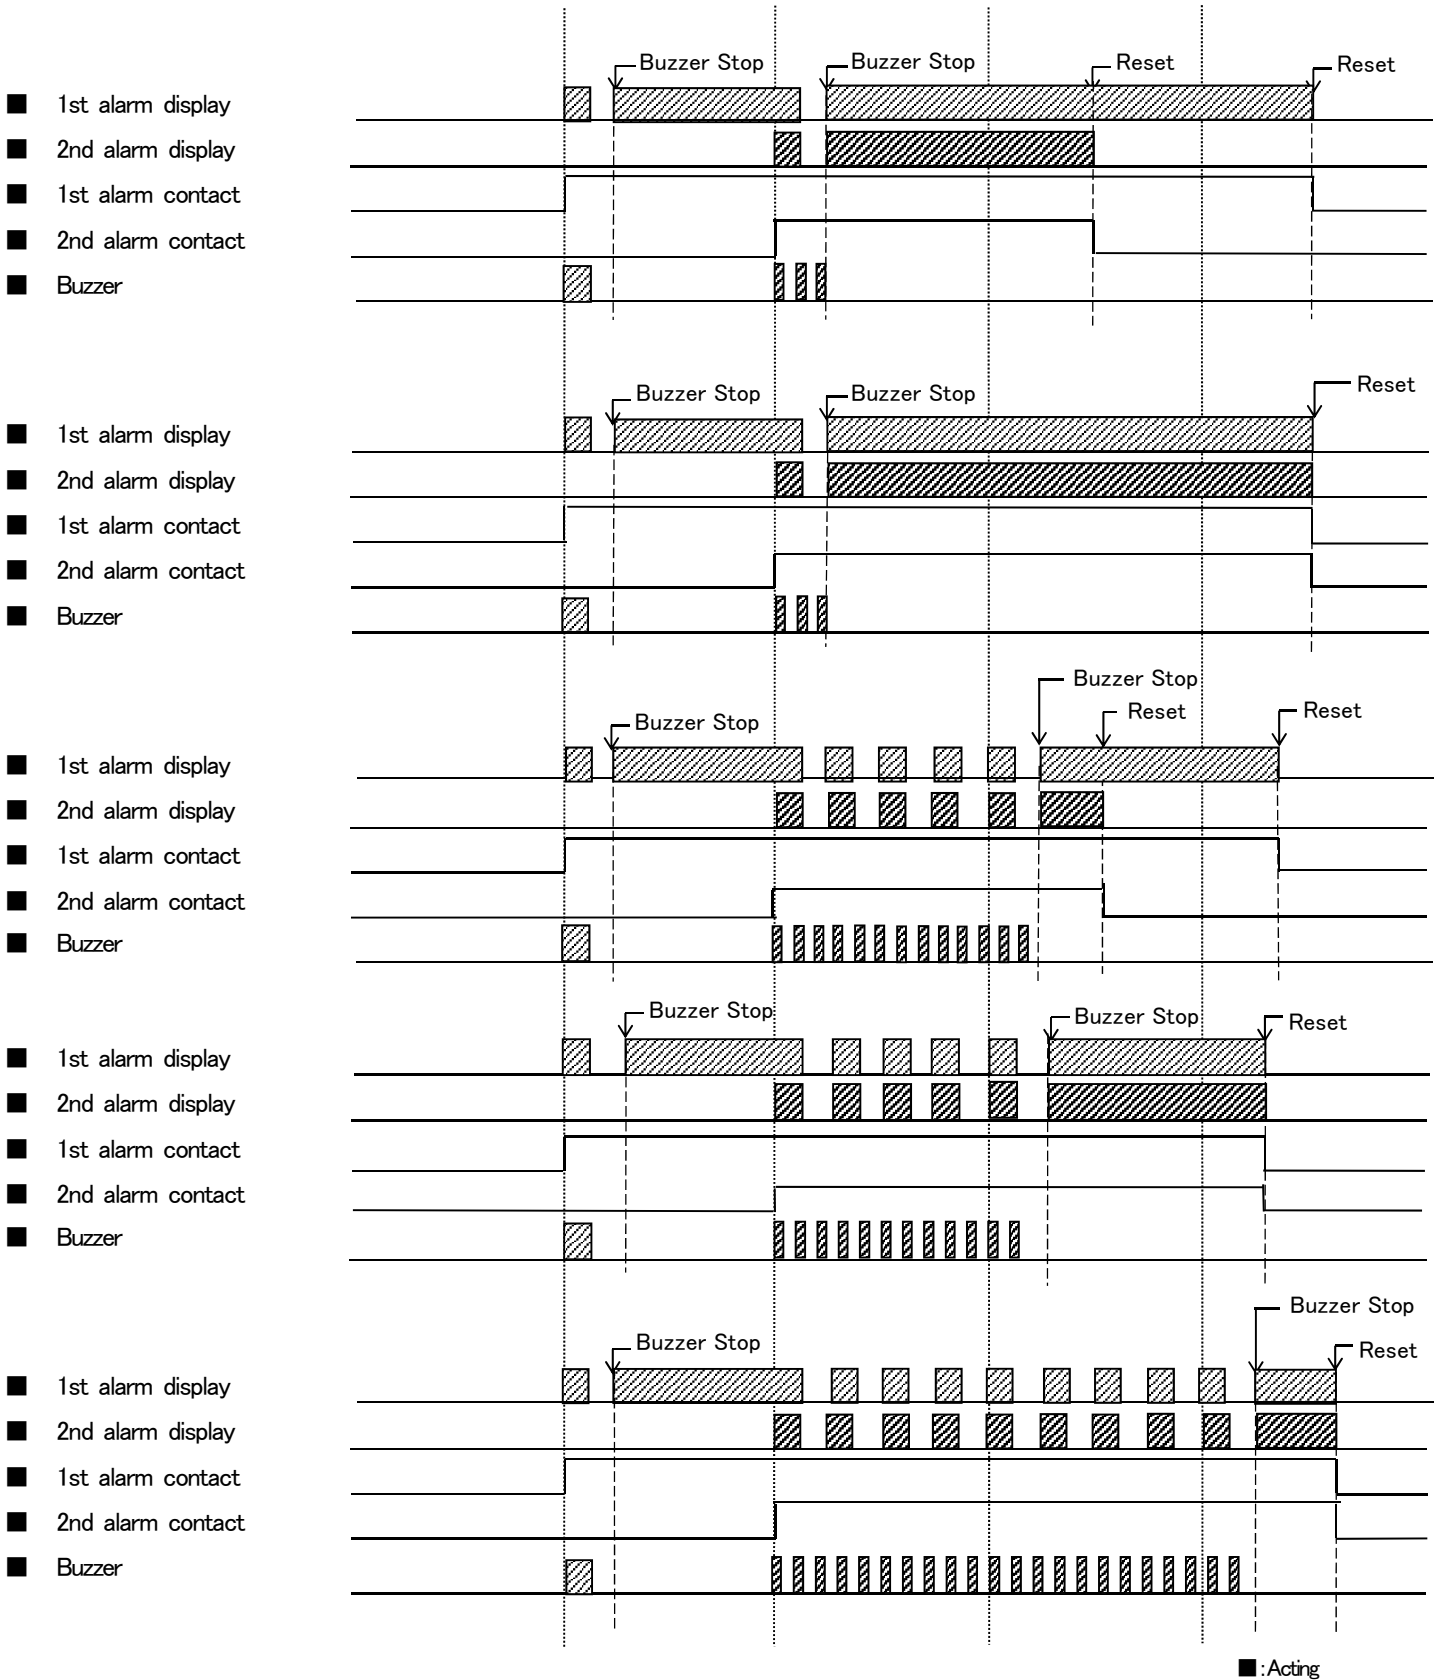 Buzzer Stop
Buzzer Stop
Reset
Reset
■ 1st alarm display
■ 2nd alarm display
■ 1st alarm contact
■ 2nd alarm contact
■ Buzzer
Buzzer Stop
Buzzer Stop
Reset
■ 1st alarm display
■ 2nd alarm display
■ 1st alarm contact
■ 2nd alarm contact
■ Buzzer
Buzzer Stop
Buzzer Stop
Reset
Reset
■ 1st alarm display
■ 2nd alarm display
■ 1st alarm contact
■ 2nd alarm contact
■ Buzzer
Buzzer Stop
Buzzer Stop
Reset
■ 1st alarm display
■ 2nd alarm display
■ 1st alarm contact
■ 2nd alarm contact
■ Buzzer
Buzzer Stop
Buzzer Stop
Reset
■ 1st alarm display
■ 2nd alarm display
■ 1st alarm contact
■ 2nd alarm contact
■ Buzzer
■:Acting